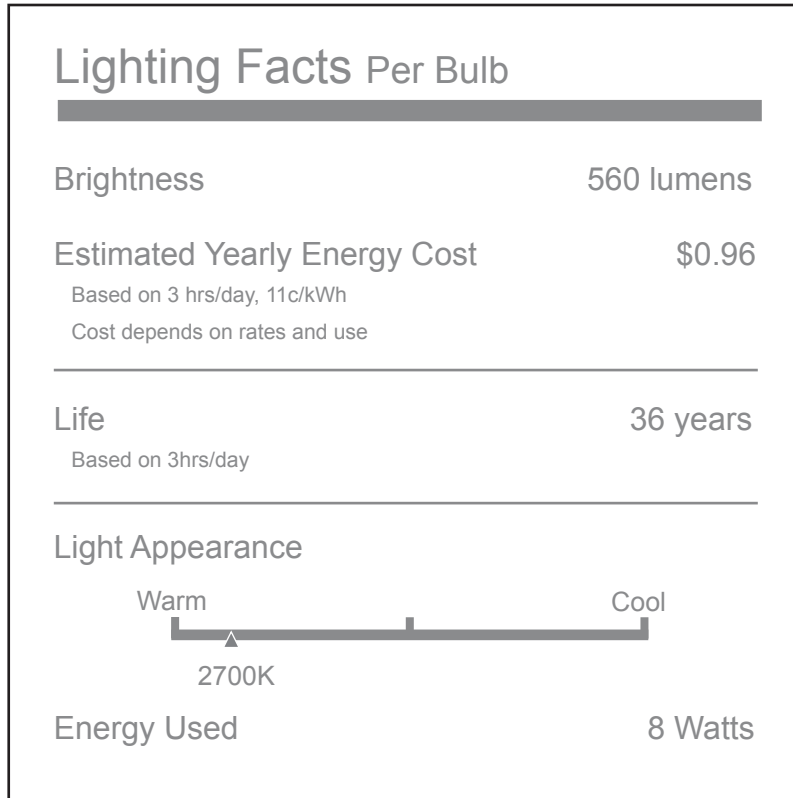 Lighting Facts Per Bulb
Brightness 560 lumens
Estimated Yearly Energy Cost $0.96
Based on 3 hrs/day, 11c/kWh
Cost depends on rates and use
Life 36 years
Based on 3hrs/day
Light Appearance
Warm Cool
2700K
Energy Used 8 Watts